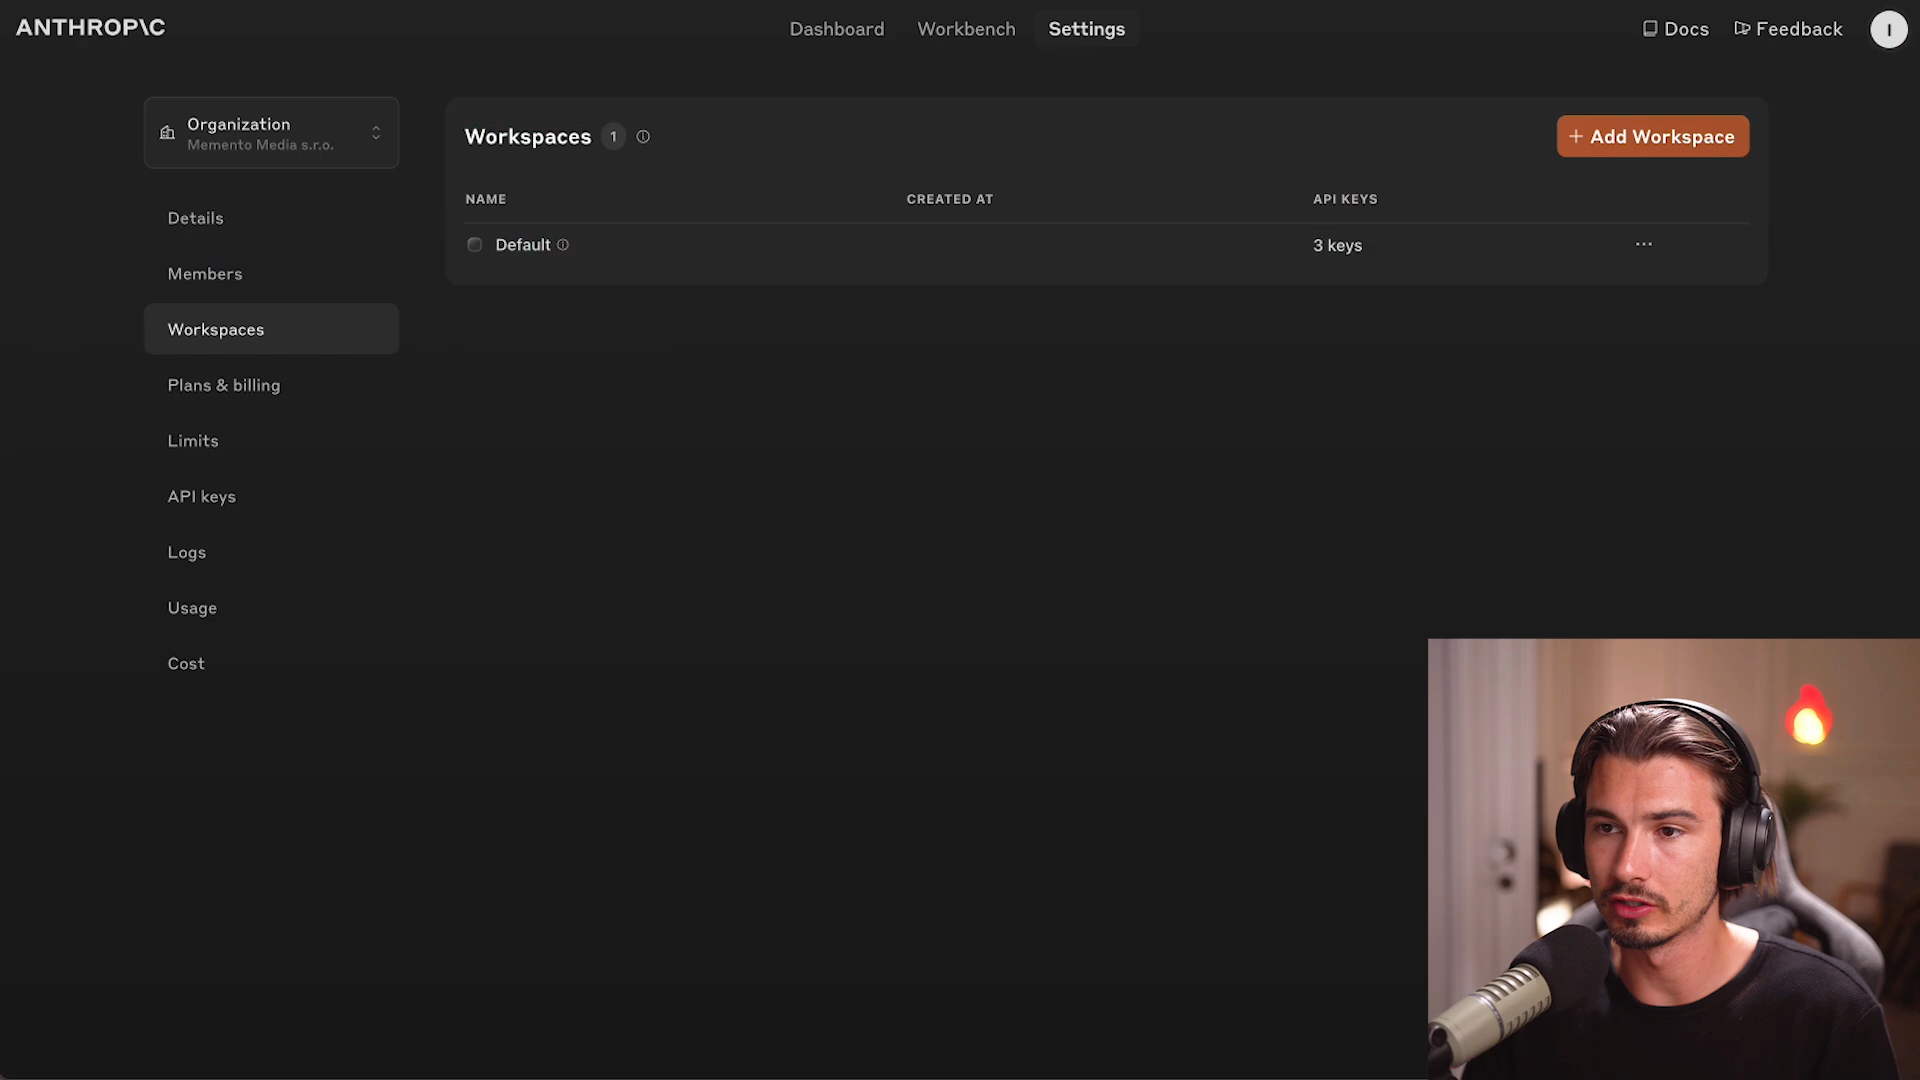 ANTHROP\C
Dashboard
Workbench
Settings
Docs
Feedback
I
Organization
Memento Media s.r.o.
Details
Members
Workspaces
Plans & billing
Limits
API keys
Logs
Usage
Cost
Workspaces 1
+ Add Workspace
NAME
CREATED AT
API KEYS
Default
3 keys